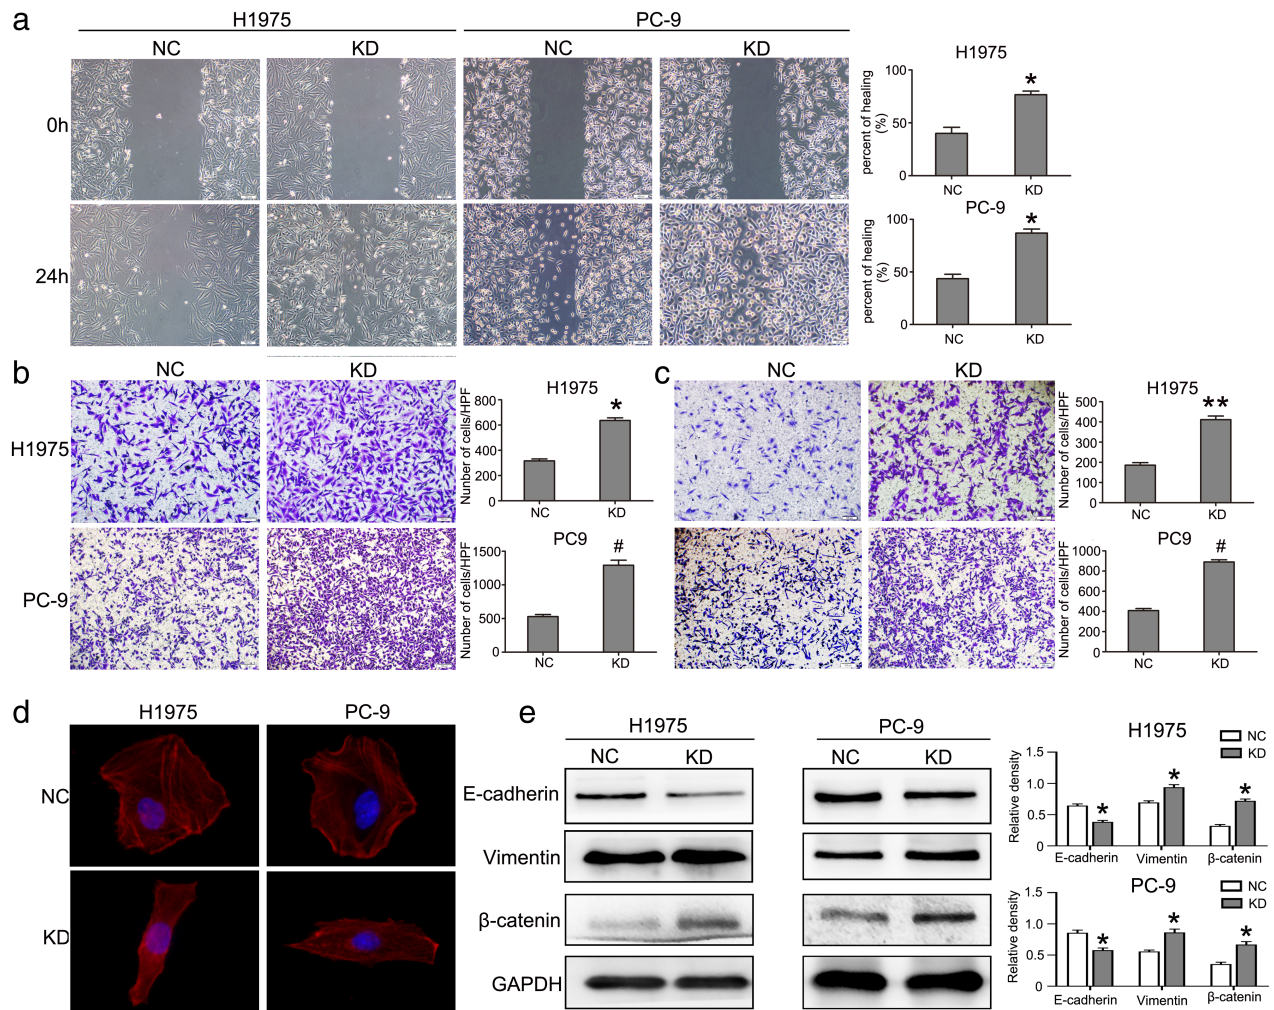 a
H1975
PC-9
NC
KD
NC
KD
0h
24h
H1975
percent of healing
(%)
100
50
0
*
NC
KD
PC-9
percent of healing
(%)
100
50
0
*
NC
KD
b
NC
KD
H1975
PC-9
H1975
Number of cells/HPF
800
600
400
200
0
*
NC
KD
PC9
Number of cells/HPF
1500
1000
500
0
#
NC
KD
c
NC
KD
H1975
Number of cells/HPF
500
400
300
200
100
0
**
NC
KD
PC9
Number of cells/HPF
1000
800
600
400
200
0
#
NC
KD
d
H1975
PC-9
NC
KD
e
H1975
PC-9
NC
KD
NC
KD
E-cadherin
Vimentin
β-catenin
GAPDH
H1975
NC
KD
Relative density
1.5
1.0
0.5
0
*
*
*
E-cadherin
Vimentin
β-catenin
PC-9
NC
KD
Relative density
1.5
1.0
0.5
0
*
*
*
E-cadherin
Vimentin
β-catenin